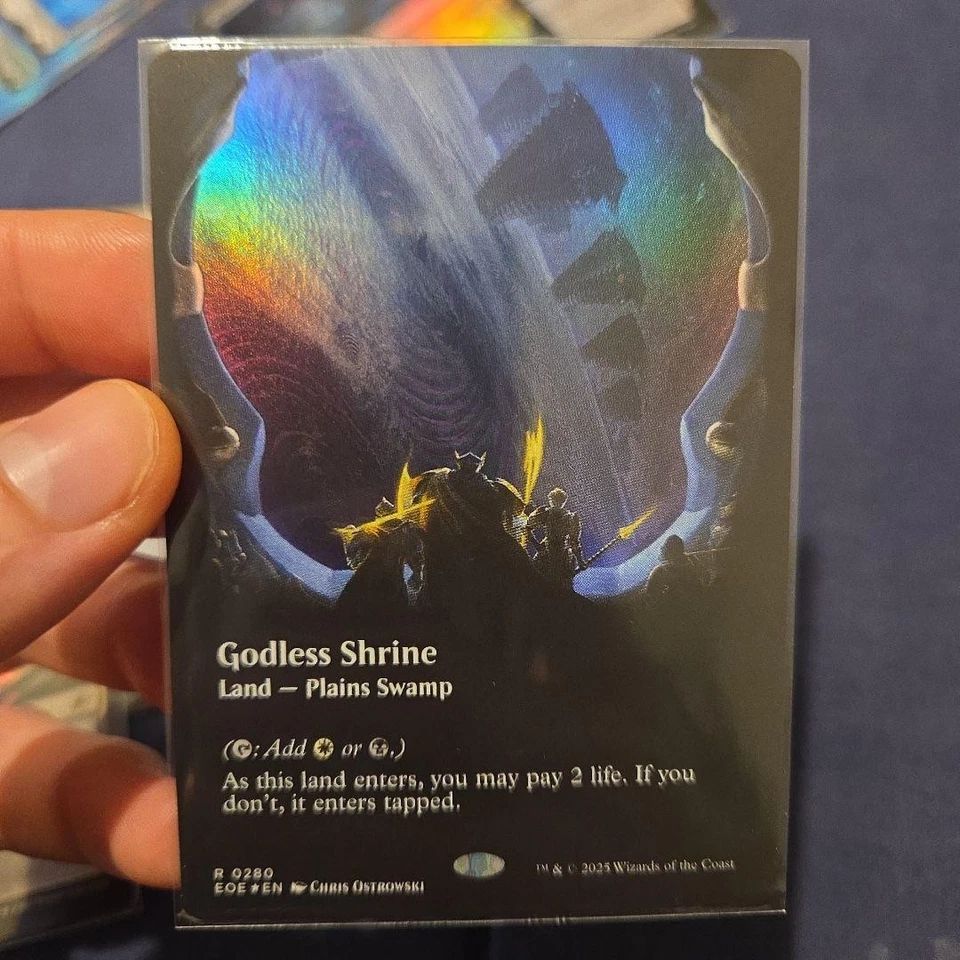 Godless Shrine
Land — Plains Swamp
(T: Add or .)
As this land enters, you may pay 2 life. If you
don't, it enters tapped.
R 0280
EOE★EN Chris Ostrowski
™ & © 2025 Wizards of the Coast